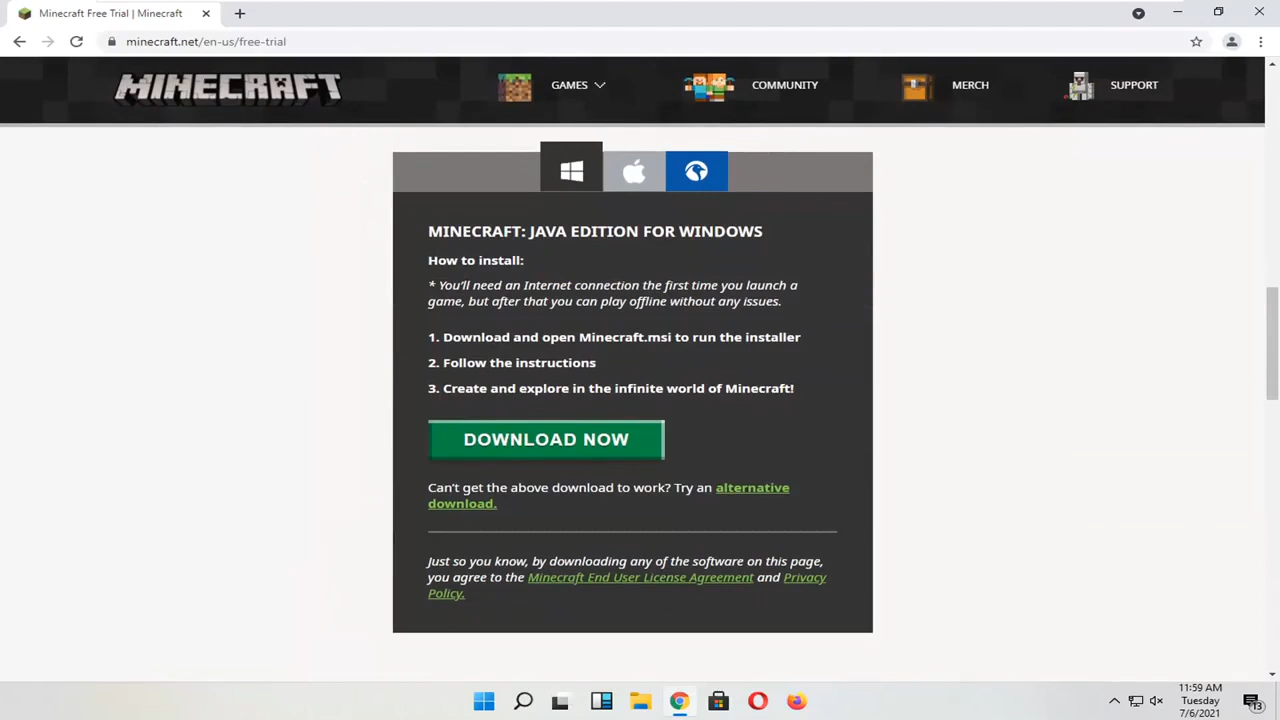 Minecraft Free Trial | Minecraft
minecraft.net/en-us/free-trial
MINECRAFT
GAMES
COMMUNITY
MERCH
SUPPORT
MINECRAFT: JAVA EDITION FOR WINDOWS
How to install:
* You'll need an Internet connection the first time you launch a
game, but after that you can play offline without any issues.
1. Download and open Minecraft.msi to run the installer
2. Follow the instructions
3. Create and explore in the infinite world of Minecraft!
DOWNLOAD NOW
Can't get the above download to work? Try an alternative
download.
Just so you know, by downloading any of the software on this page,
you agree to the Minecraft End User License Agreement and Privacy
Policy.
11:59 AM
Tuesday
7/6/2021
13